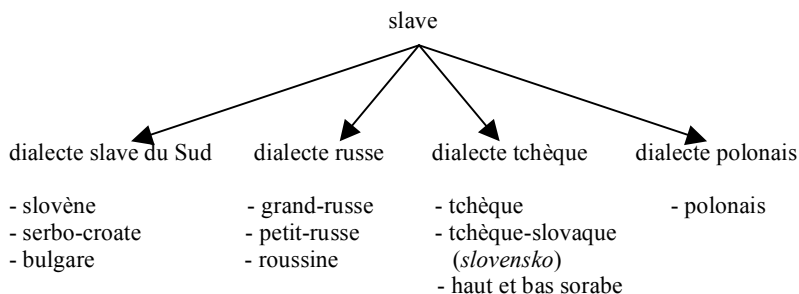 slave
dialecte slave du Sud dialecte russe dialecte tchèque dialecte polonais
- slovène - grand-russe - tchèque - polonais
- serbo-croate - petit-russe - tchèque-slovaque
- bulgare - roussine (slovensko)
- haut et bas sorabe